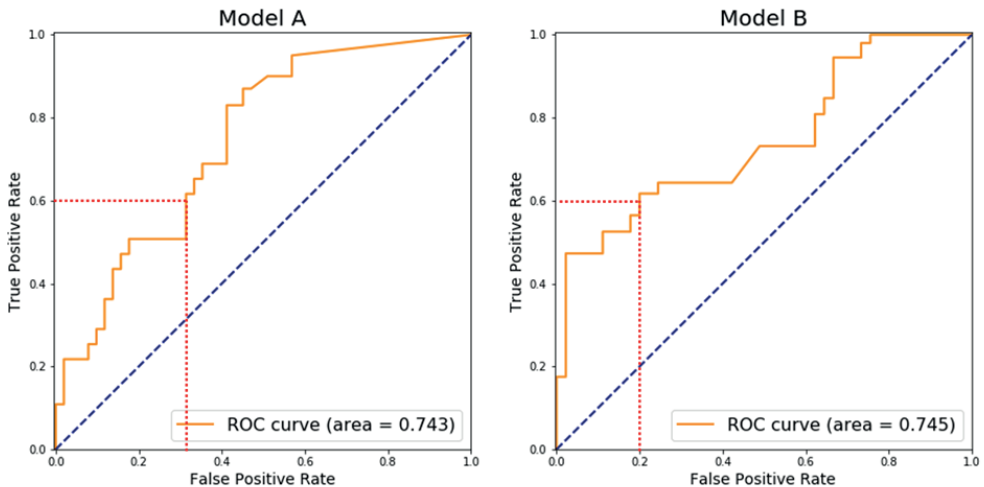 Model A
1.0
0.8
0.6
0.4
0.2
0.0
True Positive Rate
ROC curve (area = 0.743)
0.0 0.2 0.4 0.6 0.8 1.0
False Positive Rate
Model B
1.0
0.8
0.6
0.4
0.2
0.0
True Positive Rate
ROC curve (area = 0.745)
0.0 0.2 0.4 0.6 0.8 1.0
False Positive Rate